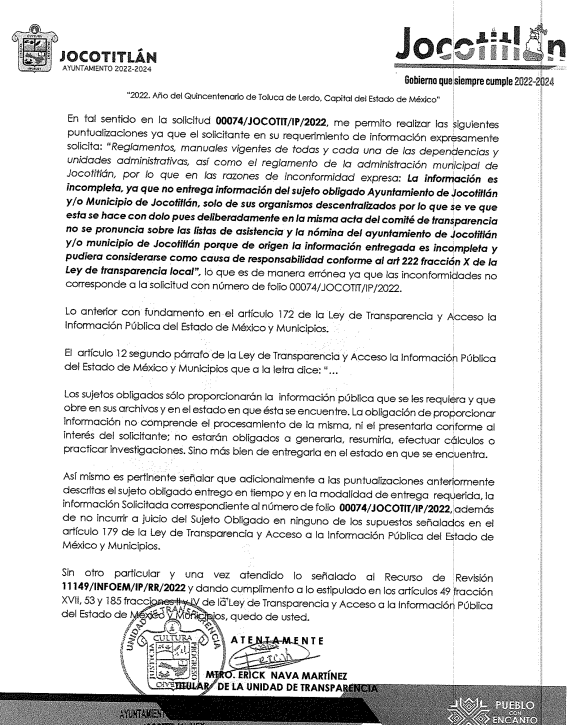 JOCOTITLÁN
AYUNTAMIENTO 2022-2024
Jocotitlán
Gobierno que siempre cumple 2022-2024
"2022. Año del Quincentenario de Toluca de Lerdo, Capital del Estado de México"
En tal sentido en la solicitud 00074/JOCOTIT/IP/2022, me permito realizar las siguientes
puntualizaciones ya que el solicitante en su requerimiento de información expresamente
solicita: "Reglamentos, manuales vigentes de todas y cada una de las dependencias y
unidades administrativas, así como el reglamento de la administración municipal de
Jocotitlán, por lo que en las razones de inconformidad expresa: La información es
incompleta, ya que no entrega información del sujeto obligado Ayuntamiento de Jocotitlán
y/o Municipio de Jocotitlán, solo de sus organismos descentralizados por lo que se ve que
esta se hace con dolo pues deliberadamente en la misma acta del comité de transparencia
no se pronuncia sobre las listas de asistencia y la nómina del ayuntamiento de Jocotitlán
y/o municipio de Jocotitlán porque de origen la información entregada es incompleta y
pudiera considerarse como causa de responsabilidad conforme al art 222 fracción X de la
Ley de transparencia local", lo que es de manera errónea ya que las inconformidades no
corresponde a la solicitud con número de folio 00074/JOCOTIT/IP/2022.
Lo anterior con fundamento en el artículo 172 de la Ley de Transparencia y Acceso la
Información Pública del Estado de México y Municipios.
El artículo 12 segundo párrafo de la Ley de Transparencia y Acceso la Información Pública
del Estado de México y Municipios que a la letra dice: "…
Los sujetos obligados sólo proporcionarán la información pública que se les requiera y que
obre en sus archivos y en el estado en que ésta se encuentre. La obligación de proporcionar
información no comprende el procesamiento de la misma, ni el presentarla conforme al
interés del solicitante; no estarán obligados a generarla, resumirla, efectuar cálculos o
practicar investigaciones. Sino más bien de entregarla en el estado en que se encuentra.
Así mismo es pertinente señalar que adicionalmente a las puntualizaciones anteriormente
descritas el sujeto obligado entrego en tiempo y en la modalidad de entrega requerida, la
información Solicitada correspondiente al número de folio 00074/JOCOTIT/IP/2022, además
de no incurrir a juicio del Sujeto Obligado en ninguno de los supuestos señalados en el
artículo 179 de la Ley de Transparencia y Acceso a la Información Pública del Estado de
México y Municipios.
Sin otro particular y una vez atendido lo señalado al Recurso de Revisión
11149/INFOEM/IP/RR/2022 y dando cumplimento a lo estipulado en los artículos 49 fracción
XVII, 53 y 185 fracciones II y IV de la Ley de Transparencia y Acceso a la Información Pública
del Estado de México y Municipios, quedo de usted.
UNIDAD DE TRANSPARENCIA
CULTURA
JUSTICIA
PROGRESO
ATENTAMENTE
MTRO. ERICK NAVA MARTÍNEZ
TITULAR DE LA UNIDAD DE TRANSPARENCIA
AYUNTAMIENTO
PUEBLO
CON
ENCANTO